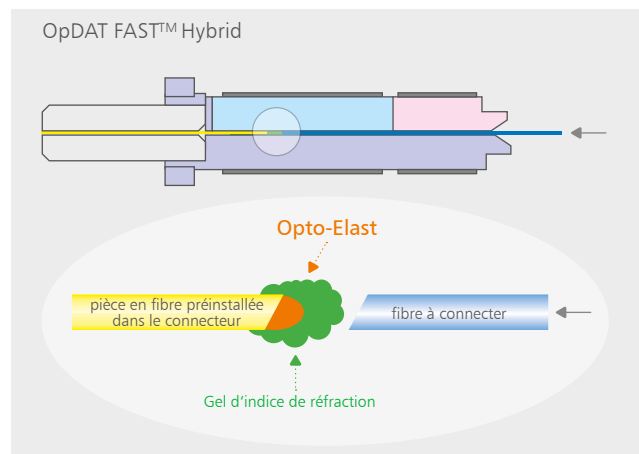 OpDAT FAST™ Hybrid
Opto-Elast
pièce en fibre préinstallée
dans le connecteur
fibre à connecter
Gel d'indice de réfraction